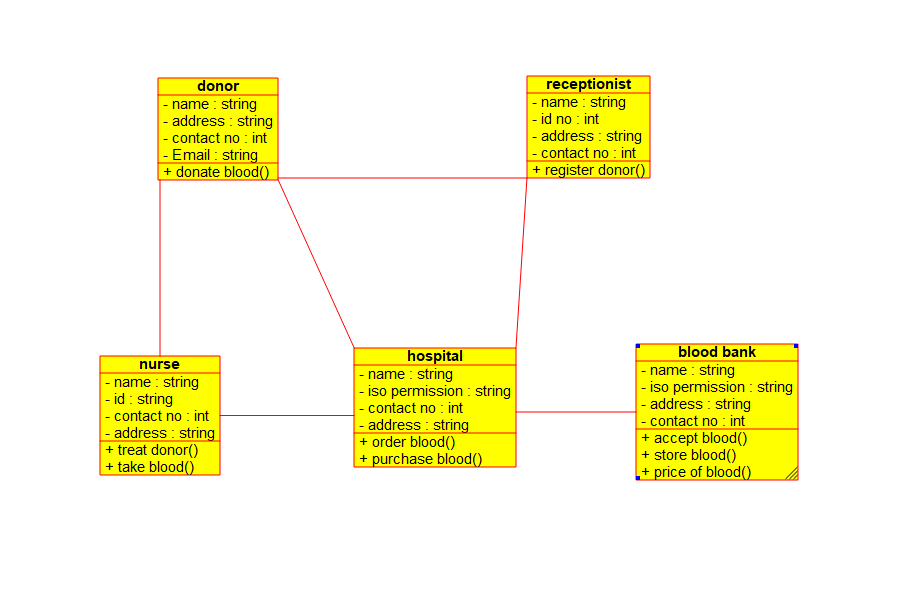 donor
- name : string
- address : string
- contact no : int
- Email : string
+ donate blood()
receptionist
- name : string
- id no : int
- address : string
- contact no : int
+ register donor()
nurse
- name : string
- id : string
- contact no : int
- address : string
+ treat donor()
+ take blood()
hospital
- name : string
- iso permission : string
- contact no : int
- address : string
+ order blood()
+ purchase blood()
blood bank
- name : string
- iso permission : string
- address : string
- contact no : int
+ accept blood()
+ store blood()
+ price of blood()